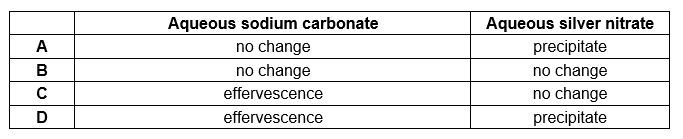 Aqueous sodium carbonate Aqueous silver nitrate
A no change precipitate
B no change no change
C effervescence no change
D effervescence precipitate